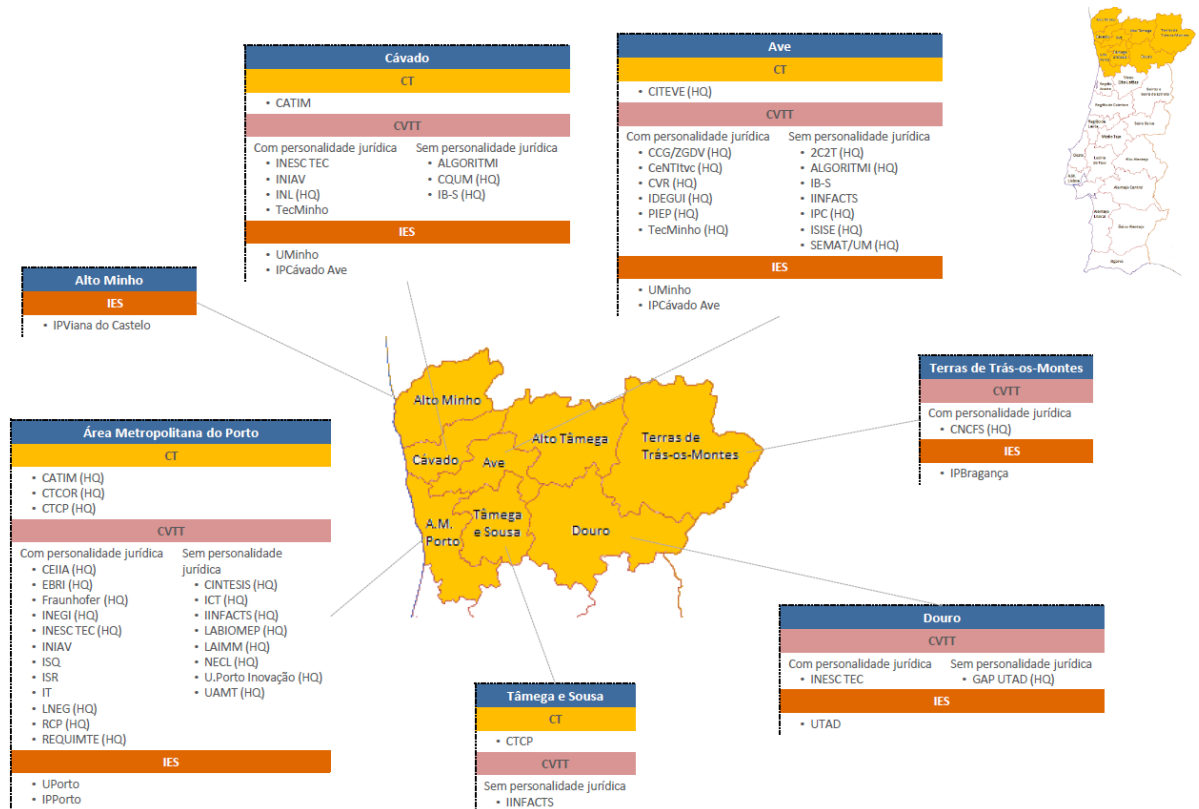 Cávado
CT
• CATIM
CVTT
Com personalidade jurídica
• INESC TEC
• INIAV
• INL (HQ)
• TecMinho
Sem personalidade jurídica
• ALGORITMI
• CQUM (HQ)
• IB-S (HQ)
IES
• UMinho
• IPCávado Ave
Ave
CT
• CITEVE (HQ)
CVTT
Com personalidade jurídica
• CCG/ZGDV (HQ)
• CeNTItvc (HQ)
• CVR (HQ)
• IDEGUI (HQ)
• PIEP (HQ)
• TecMinho (HQ)
Sem personalidade jurídica
• 2C2T (HQ)
• ALGORITMI (HQ)
• IB-S
• IINFACTS
• IPC (HQ)
• ISISE (HQ)
• SEMAT/UM (HQ)
IES
• UMinho
• IPCávado Ave
Alto Minho
IES
• IPViana do Castelo
Terras de Trás-os-Montes
CVTT
Com personalidade jurídica
• CNCFS (HQ)
IES
• IPBragança
Área Metropolitana do Porto
CT
• CATIM (HQ)
• CTCOR (HQ)
• CTCP (HQ)
CVTT
Com personalidade jurídica
• CEIIA (HQ)
• EBRI (HQ)
• Fraunhofer (HQ)
• INEGI (HQ)
• INESC TEC (HQ)
• INIAV
• ISQ
• ISR
• IT
• LNEG (HQ)
• RCP (HQ)
• REQUIMTE (HQ)
Sem personalidade
jurídica
• CINTESIS (HQ)
• ICT (HQ)
• IINFACTS (HQ)
• LABIOMEP (HQ)
• LAIMM (HQ)
• NECL (HQ)
• U.Porto Inovação (HQ)
• UAMT (HQ)
IES
• UPorto
• IPPorto
Alto Minho
Cávado
Ave
Alto Tâmega
Terras de
Trás-os-Montes
A.M.
Porto
Tâmega
e Sousa
Douro
Tâmega e Sousa
CT
• CTCP
CVTT
Sem personalidade jurídica
• IINFACTS
Douro
CVTT
Com personalidade jurídica
• INESC TEC
Sem personalidade jurídica
• GAP UTAD (HQ)
IES
• UTAD